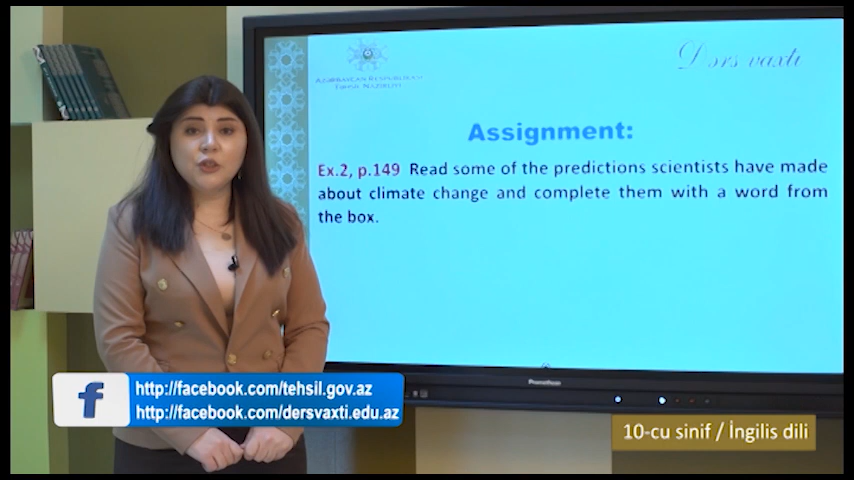 Dərs vaxtı
AZƏRBAYCAN RESPUBLİKASI
TƏHSİL NAZİRLİYİ
Assignment:
Ex.2, p.149 Read some of the predictions scientists have made
about climate change and complete them with a word from
the box.
Promethean
http://facebook.com/tehsil.gov.az
http://facebook.com/dersvaxti.edu.az
10-cu sinif / İngilis dili